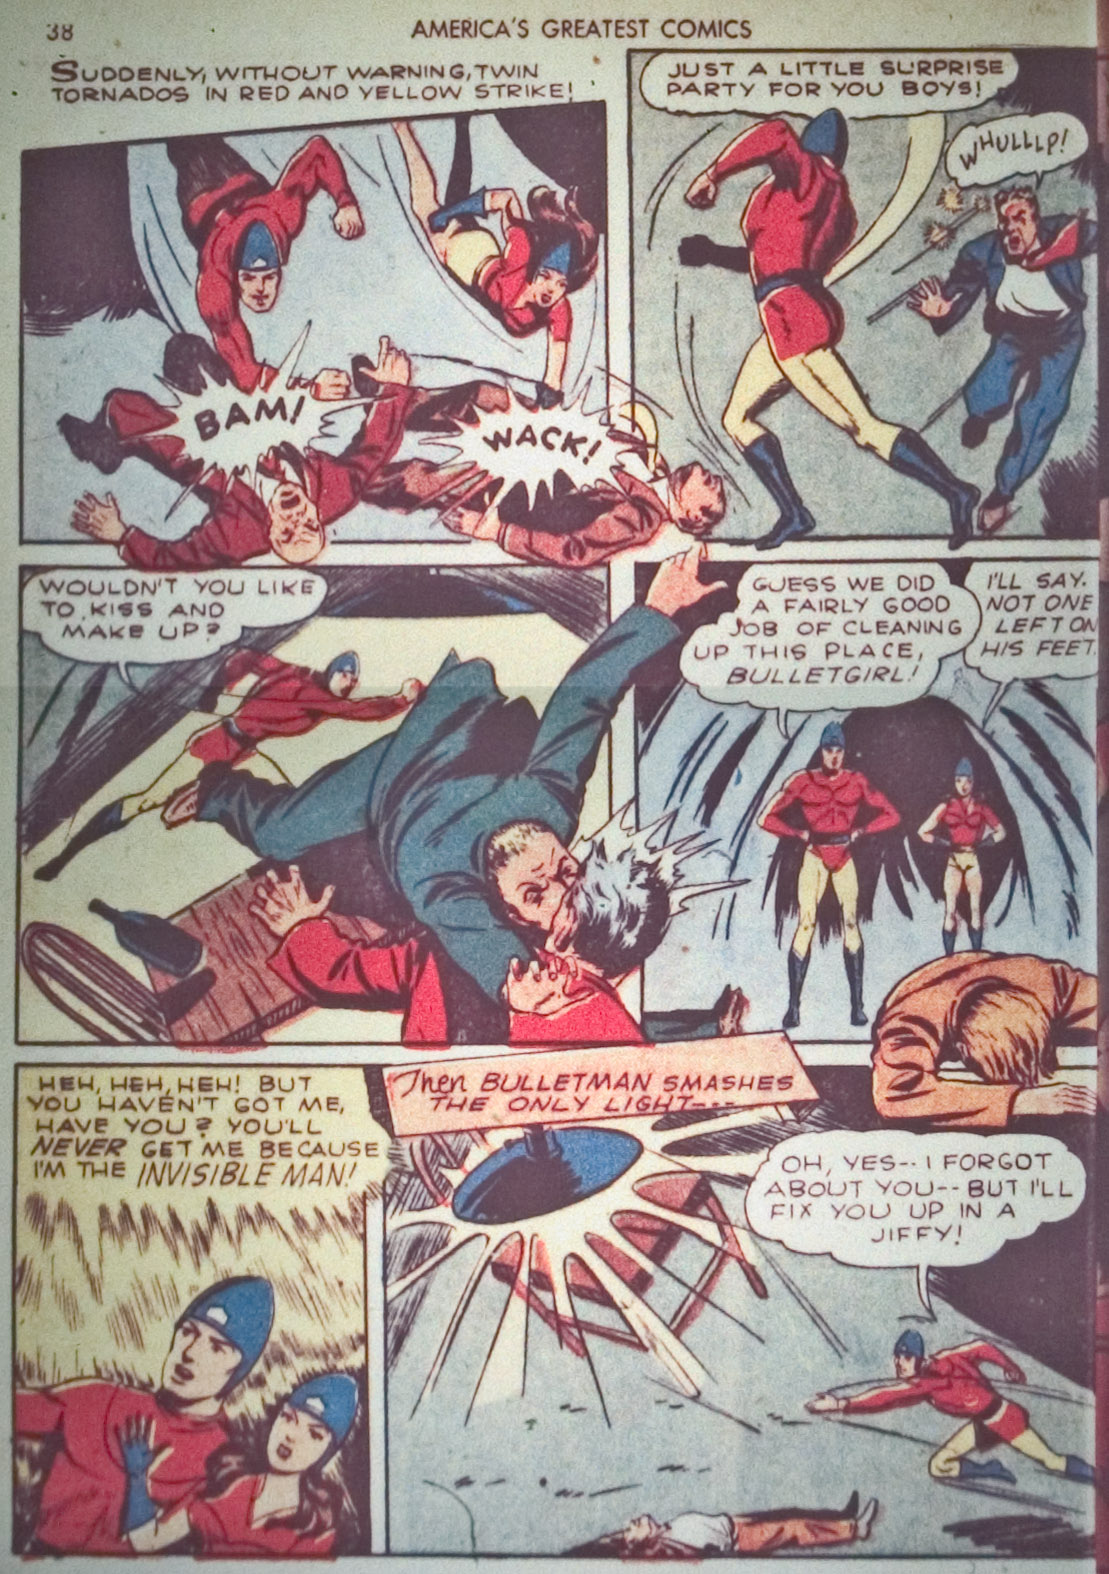 38
AMERICA'S GREATEST COMICS
SUDDENLY, WITHOUT WARNING, TWIN
TORNADOS IN RED AND YELLOW STRIKE!
BAM!
WACK!
JUST A LITTLE SURPRISE
PARTY FOR YOU BOYS!
WHULLLP!
WOULDN'T YOU LIKE
TO KISS AND
MAKE UP?
GUESS WE DID
A FAIRLY GOOD
JOB OF CLEANING
UP THIS PLACE,
BULLETGIRL!
I'LL SAY.
NOT ONE
LEFT ON
HIS FEET.
HEH, HEH, HEH! BUT
YOU HAVEN'T GOT ME,
HAVE YOU? YOU'LL
NEVER GET ME BECAUSE
I'M THE INVISIBLE MAN!
Then BULLETMAN SMASHES
THE ONLY LIGHT---
OH, YES-- I FORGOT
ABOUT YOU-- BUT I'LL
FIX YOU UP IN A
JIFFY!